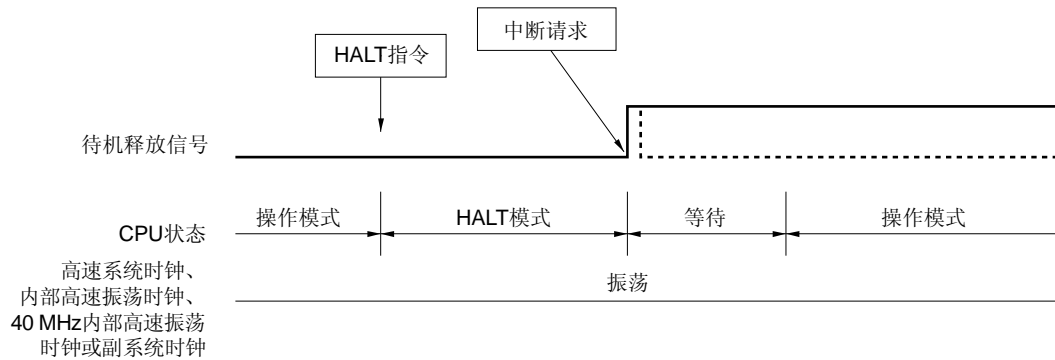 中断请求
HALT指令
待机释放信号
操作模式
HALT模式
等待
操作模式
CPU状态
高速系统时钟、
内部高速振荡时钟、
40 MHz内部高速振荡
时钟或副系统时钟
振荡